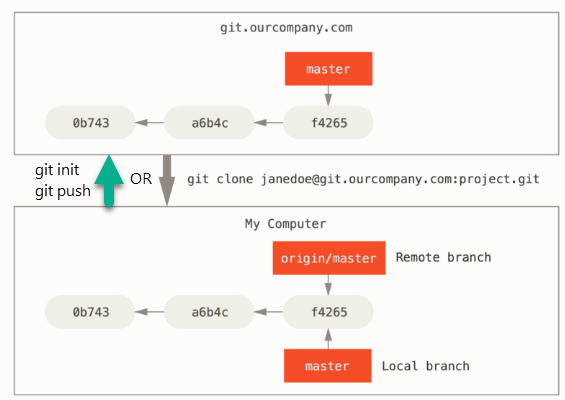 git.ourcompany.com
master
0b743
a6b4c
f4265
git init
git push
OR
git clone janedoe@git.ourcompany.com:project.git
My Computer
origin/master
Remote branch
0b743
a6b4c
f4265
master
Local branch